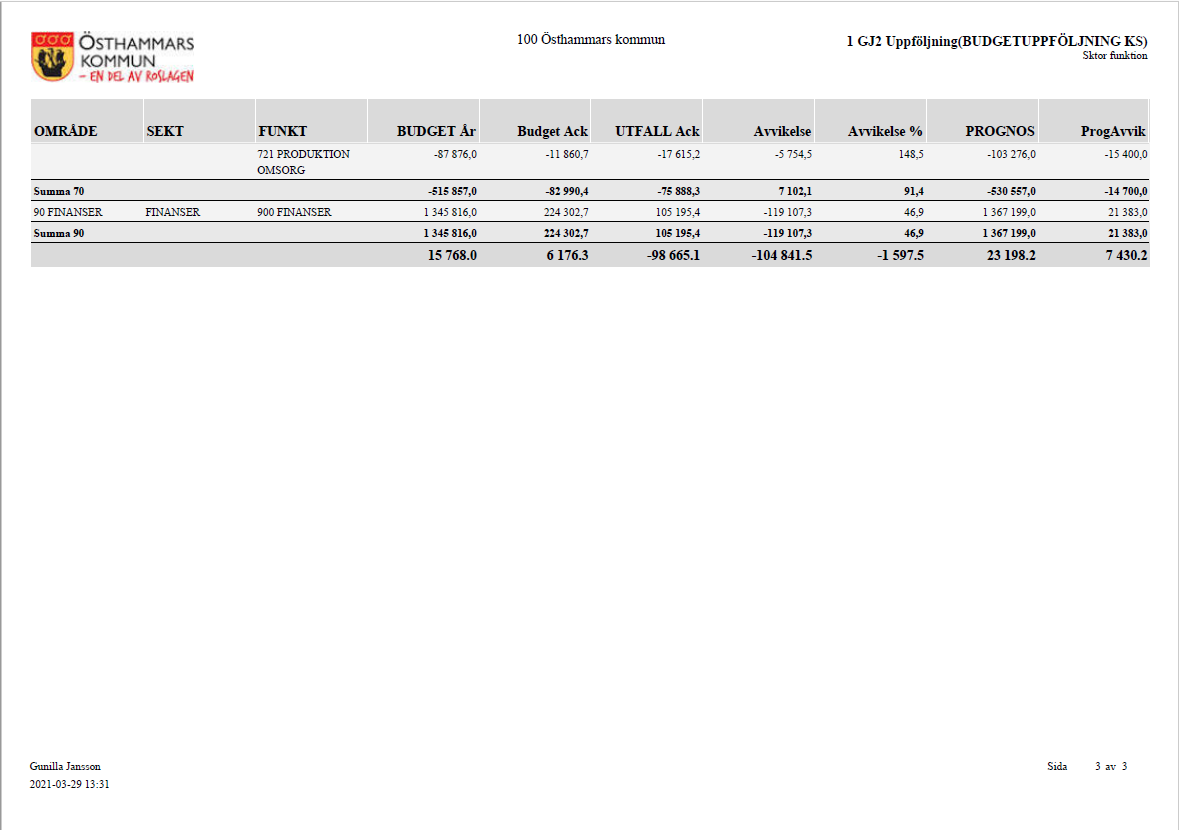 ÖSTHAMMARS
KOMMUN
– EN DEL AV ROSLAGEN
100 Östhammars kommun
1 GJ2 Uppföljning(BUDGETUPPFÖLJNING KS)
Sktor funktion
OMRÅDE SEKT FUNKT BUDGET År Budget Ack UTFALL Ack Avvikelse Avvikelse % PROGNOS ProgAvvik
721 PRODUKTION OMSORG -87 876,0 -11 860,7 -17 615,2 -5 754,5 148,5 -103 276,0 -15 400,0
Summa 70 -515 857,0 -82 990,4 -75 888,3 7 102,1 91,4 -530 557,0 -14 700,0
90 FINANSER FINANSER 900 FINANSER 1 345 816,0 224 302,7 105 195,4 -119 107,3 46,9 1 367 199,0 21 383,0
Summa 90 1 345 816,0 224 302,7 105 195,4 -119 107,3 46,9 1 367 199,0 21 383,0
15 768.0 6 176.3 -98 665.1 -104 841.5 -1 597.5 23 198.2 7 430.2
Gunilla Jansson
2021-03-29 13:31
Sida 3 av 3